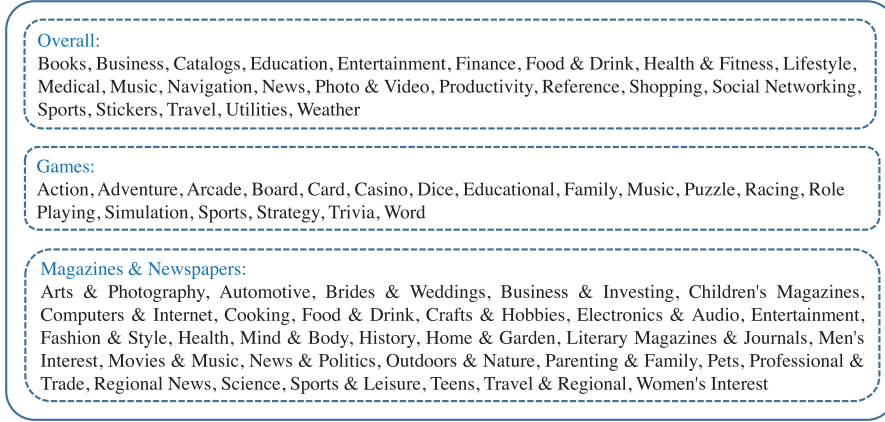 Overall:
Books, Business, Catalogs, Education, Entertainment, Finance, Food & Drink, Health & Fitness, Lifestyle,
Medical, Music, Navigation, News, Photo & Video, Productivity, Reference, Shopping, Social Networking,
Sports, Stickers, Travel, Utilities, Weather
Games:
Action, Adventure, Arcade, Board, Card, Casino, Dice, Educational, Family, Music, Puzzle, Racing, Role
Playing, Simulation, Sports, Strategy, Trivia, Word
Magazines & Newspapers:
Arts & Photography, Automotive, Brides & Weddings, Business & Investing, Children's Magazines,
Computers & Internet, Cooking, Food & Drink, Crafts & Hobbies, Electronics & Audio, Entertainment,
Fashion & Style, Health, Mind & Body, History, Home & Garden, Literary Magazines & Journals, Men's
Interest, Movies & Music, News & Politics, Outdoors & Nature, Parenting & Family, Pets, Professional &
Trade, Regional News, Science, Sports & Leisure, Teens, Travel & Regional, Women's Interest